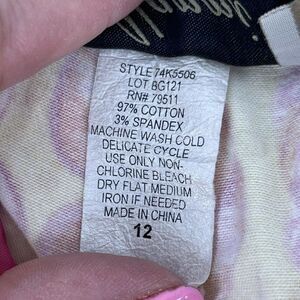 STYLE 74K5506
LOT BG121
RN# 79511
97% COTTON
3% SPANDEX
MACHINE WASH COLD
DELICATE CYCLE
USE ONLY NON-
CHLORINE BLEACH
DRY FLAT MEDIUM
IRON IF NEEDED
MADE IN CHINA
12